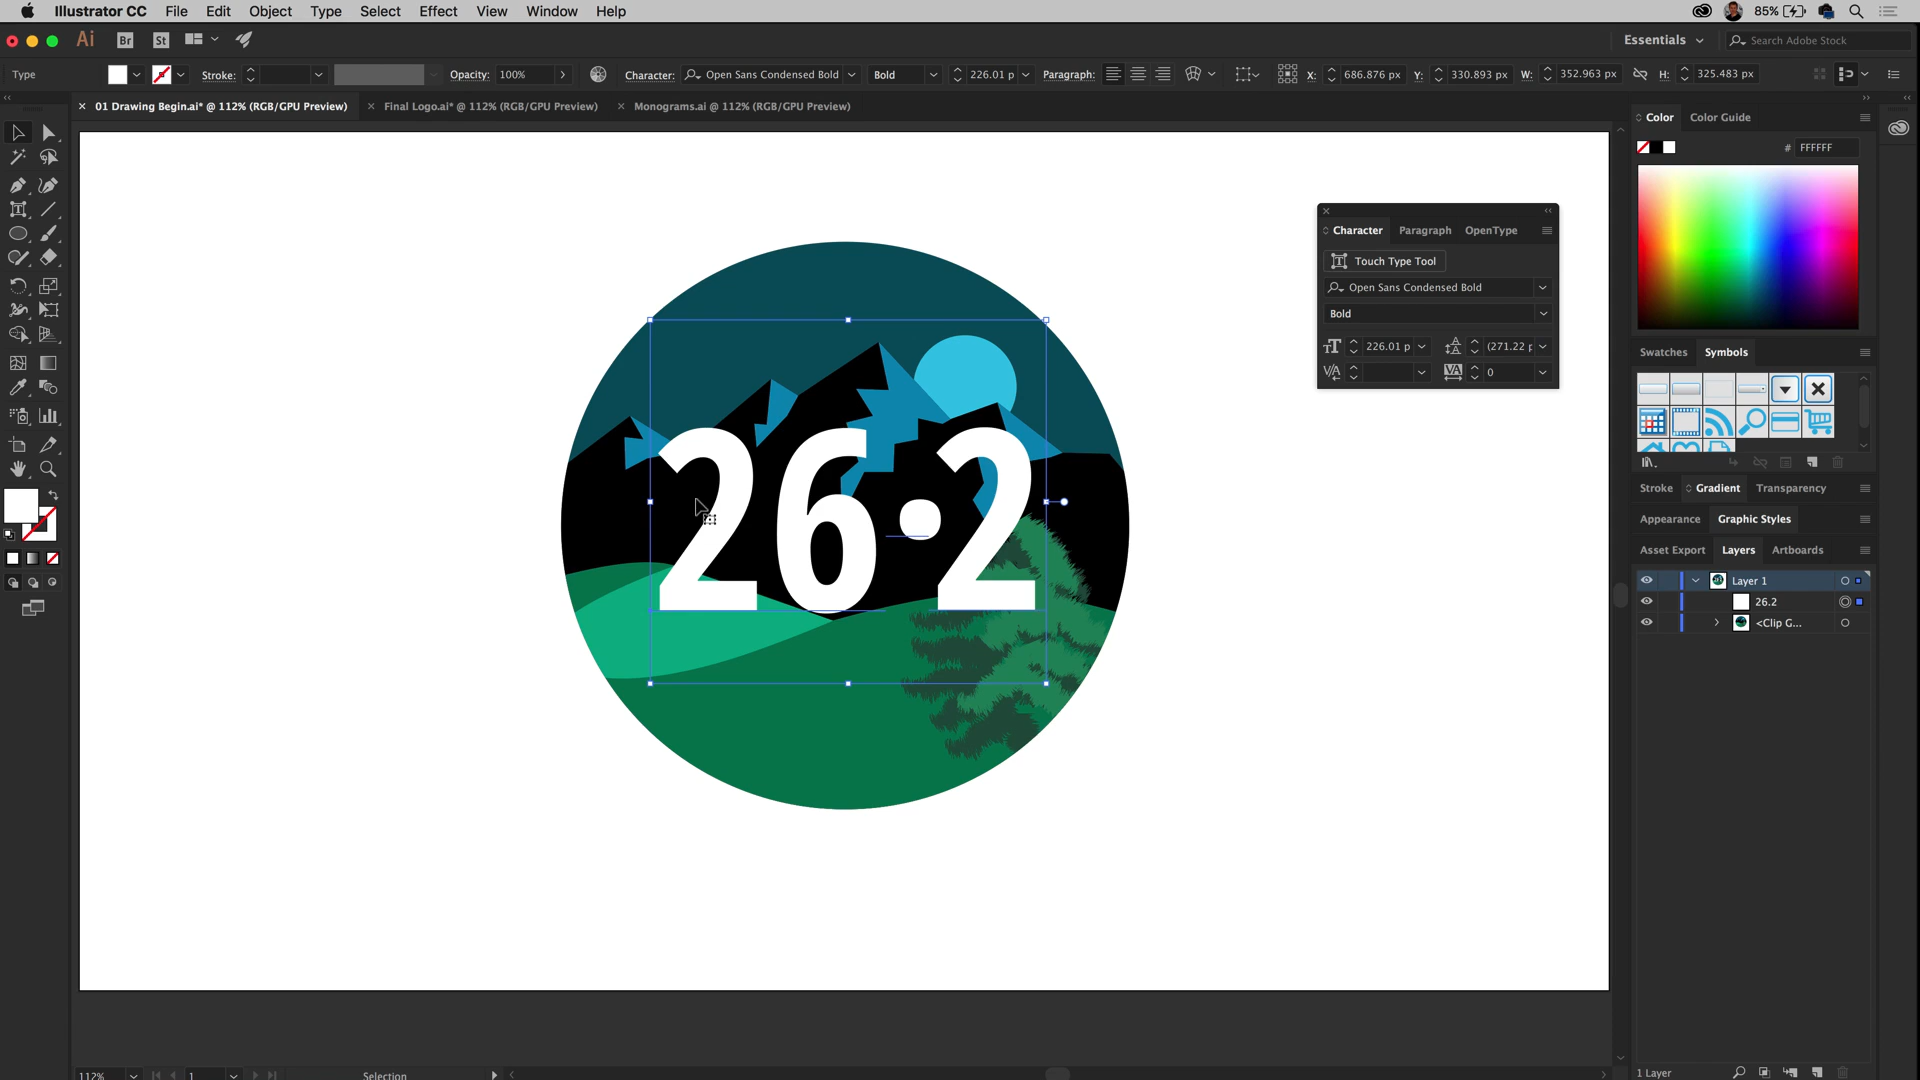 Illustrator CC File Edit Object Type Select Effect View Window Help 85%
Ai Br St Essentials Search Adobe Stock
Type Stroke: Opacity: 100% Character: Open Sans Condensed Bold Bold 226.01 p Paragraph: X: 686.876 px Y: 330.893 px W: 352.963 px H: 325.483 px
01 Drawing Begin.ai* @ 112% (RGB/GPU Preview) Final Logo.ai* @ 112% (RGB/GPU Preview) Monograms.ai @ 112% (RGB/GPU Preview)
Color Color Guide
# FFFFFF
Character Paragraph OpenType
Touch Type Tool
Open Sans Condensed Bold
Bold
226.01 p (271.22 p
0
26.2
Swatches Symbols
Stroke Gradient Transparency
Appearance Graphic Styles
Asset Export Layers Artboards
Layer 1
26.2
<Clip G...
1 Layer
112% 1 Selection